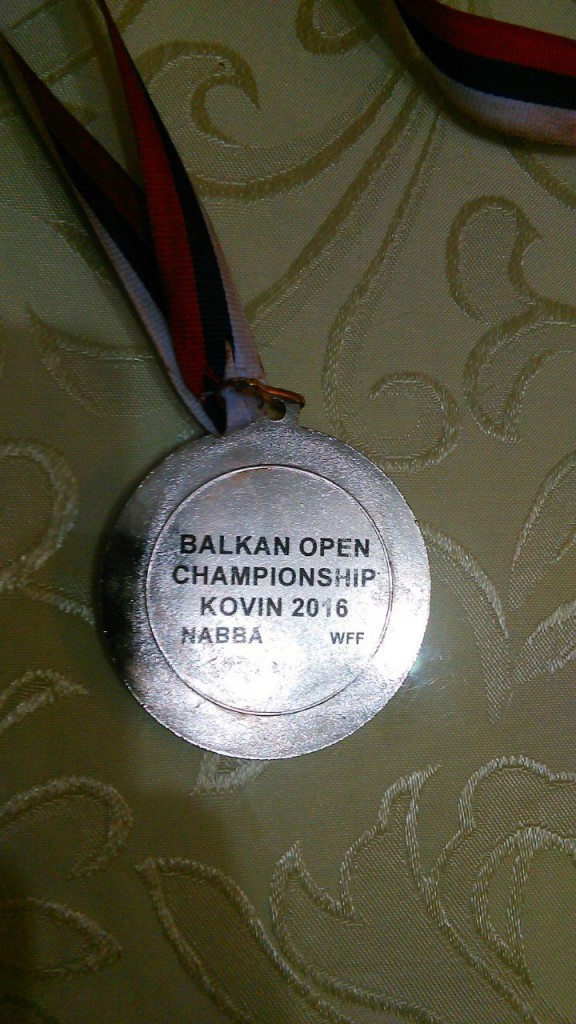 BALKAN OPEN
CHAMPIONSHIP
KOVIN 2016
NABBA WFF